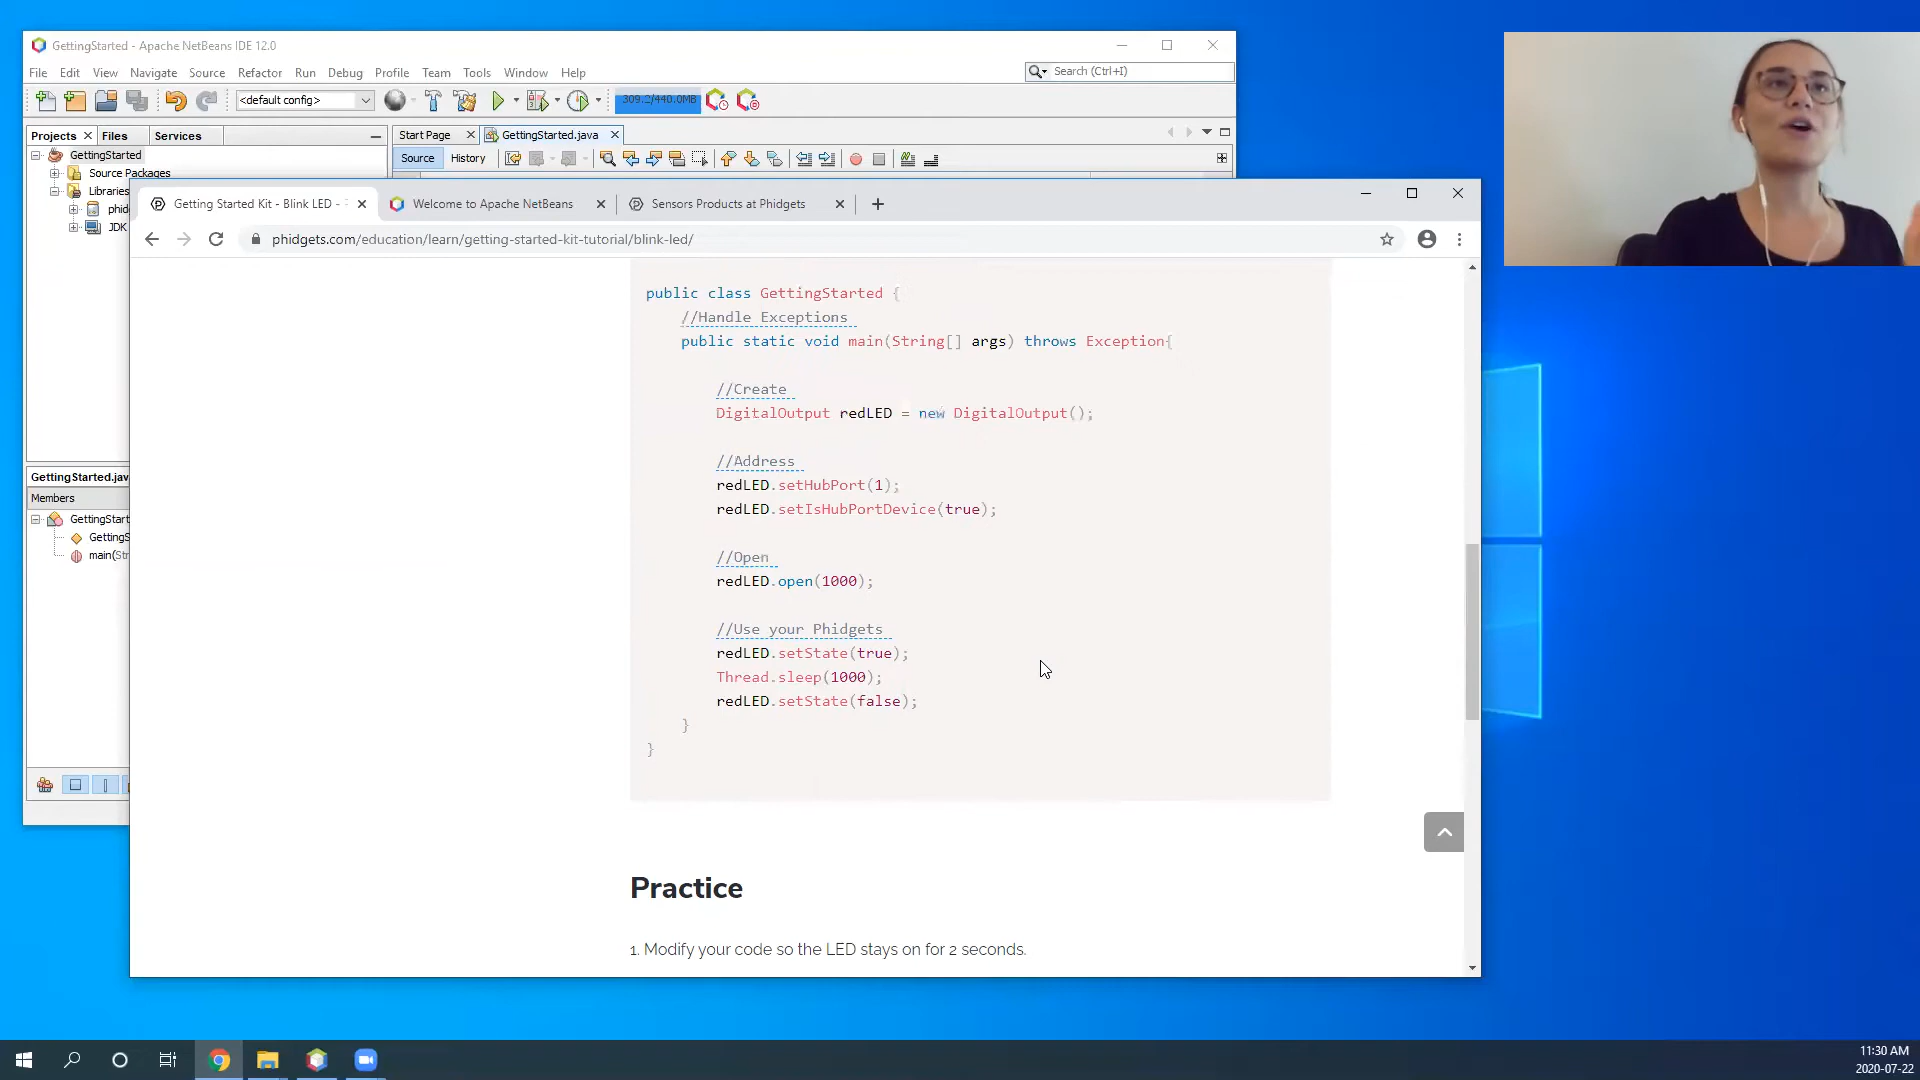 GettingStarted - Apache NetBeans IDE 12.0
File Edit View Navigate Source Refactor Run Debug Profile Team Tools Window Help
Search (Ctrl+I)
<default config>
309.2/440.0MB
Projects Files Services
Start Page GettingStarted.java
GettingStarted
Source History
Source Packages
Libraries
phid
JDK
Getting Started Kit - Blink LED -
Welcome to Apache NetBeans
Sensors Products at Phidgets
phidgets.com/education/learn/getting-started-kit-tutorial/blink-led/
GettingStarted.jav
Members
GettingStart
GettingS
main(Str
public class GettingStarted {
//Handle Exceptions
public static void main(String[] args) throws Exception{
//Create
DigitalOutput redLED = new DigitalOutput();
//Address
redLED.setHubPort(1);
redLED.setIsHubPortDevice(true);
//Open
redLED.open(1000);
//Use your Phidgets
redLED.setState(true);
Thread.sleep(1000);
redLED.setState(false);
}
}
Practice
1. Modify your code so the LED stays on for 2 seconds.
11:30 AM
2020-07-22